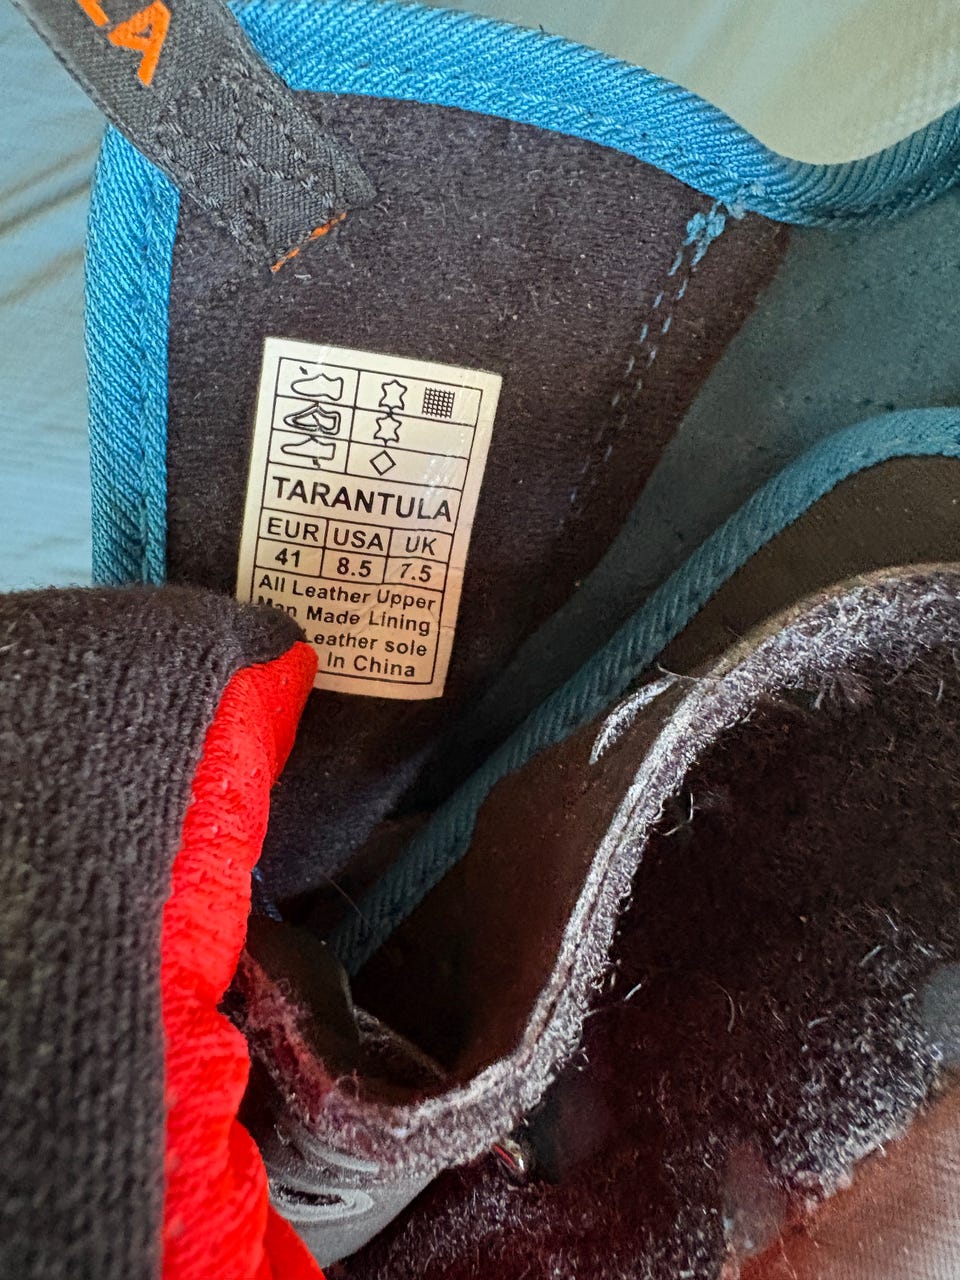 TARANTULA
EUR USA UK
41 8.5 7.5
All Leather Upper
Man Made Lining
Leather sole
In China